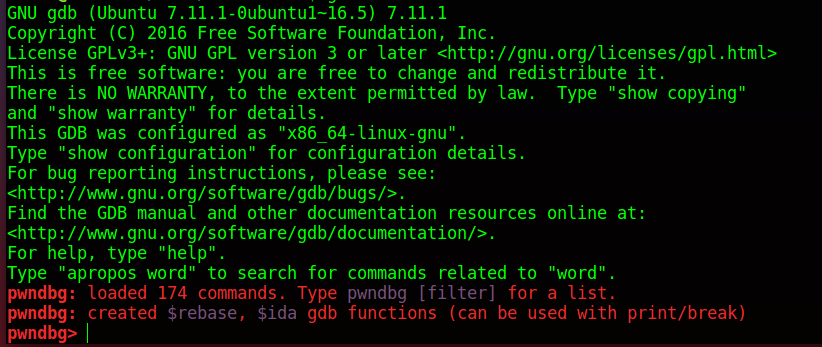 GNU gdb (Ubuntu 7.11.1-0ubuntu1~16.5) 7.11.1
Copyright (C) 2016 Free Software Foundation, Inc.
License GPLv3+: GNU GPL version 3 or later <http://gnu.org/licenses/gpl.html>
This is free software: you are free to change and redistribute it.
There is NO WARRANTY, to the extent permitted by law.  Type "show copying"
and "show warranty" for details.
This GDB was configured as "x86_64-linux-gnu".
Type "show configuration" for configuration details.
For bug reporting instructions, please see:
<http://www.gnu.org/software/gdb/bugs/>.
Find the GDB manual and other documentation resources online at:
<http://www.gnu.org/software/gdb/documentation/>.
For help, type "help".
Type "apropos word" to search for commands related to "word".
pwndbg: loaded 174 commands. Type pwndbg [filter] for a list.
pwndbg: created $rebase, $ida gdb functions (can be used with print/break)
pwndbg>